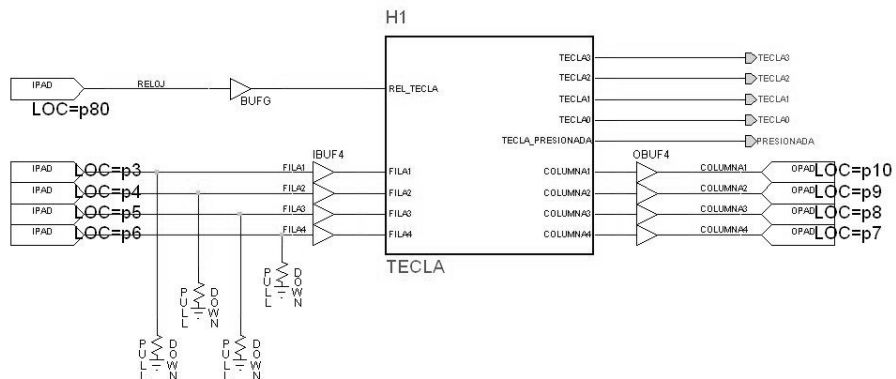 H1
IPAD
RELOJ
BUFG
LOC=p80
REL_TECLA
TECLA3
TECLA3
TECLA2
TECLA2
TECLA1
TECLA1
TECLA0
TECLA0
TECLA_PRESIONADA
PRESIONADA
IBUF4
OBUF4
IPAD
LOC=p3
FILA1
FILA1
COLUMNA1
COLUMNA1
OPAD
LOC=p10
IPAD
LOC=p4
FILA2
FILA2
COLUMNA2
COLUMNA2
OPAD
LOC=p9
IPAD
LOC=p5
FILA3
FILA3
COLUMNA3
COLUMNA3
OPAD
LOC=p8
IPAD
LOC=p6
FILA4
FILA4
COLUMNA4
COLUMNA4
OPAD
LOC=p7
TECLA
PULL
DOWN
PULL
DOWN
PULL
DOWN
PULL
DOWN